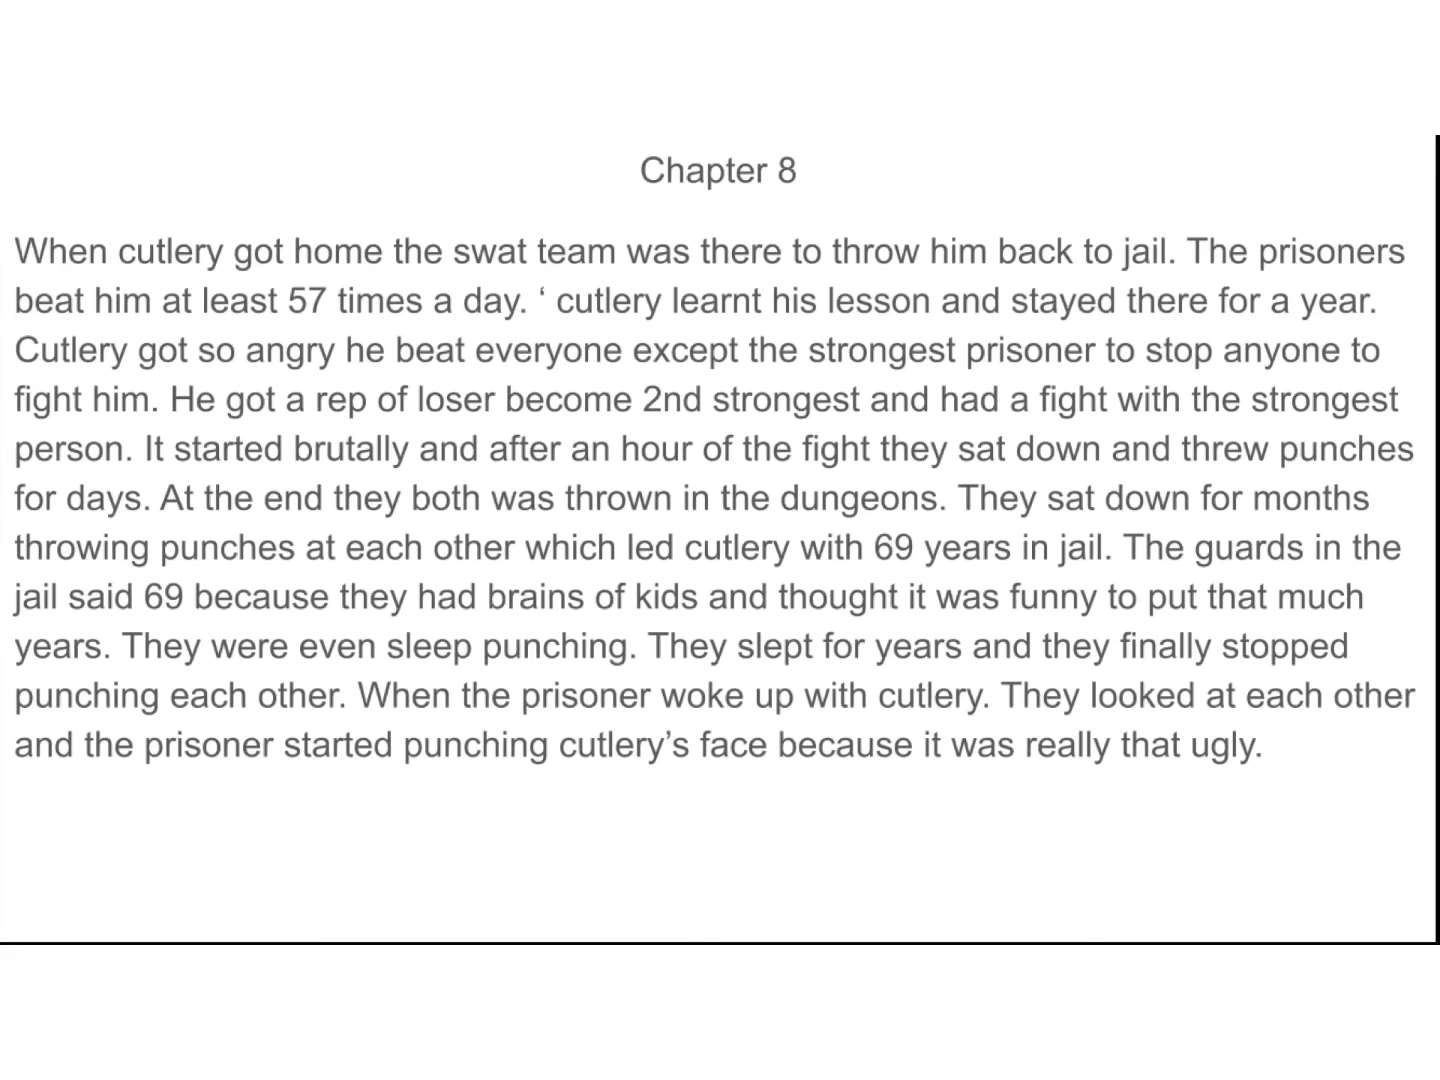 Chapter 8
When cutlery got home the swat team was there to throw him back to jail. The prisoners
beat him at least 57 times a day. ‘ cutlery learnt his lesson and stayed there for a year.
Cutlery got so angry he beat everyone except the strongest prisoner to stop anyone to
fight him. He got a rep of loser become 2nd strongest and had a fight with the strongest
person. It started brutally and after an hour of the fight they sat down and threw punches
for days. At the end they both was thrown in the dungeons. They sat down for months
throwing punches at each other which led cutlery with 69 years in jail. The guards in the
jail said 69 because they had brains of kids and thought it was funny to put that much
years. They were even sleep punching. They slept for years and they finally stopped
punching each other. When the prisoner woke up with cutlery. They looked at each other
and the prisoner started punching cutlery’s face because it was really that ugly.